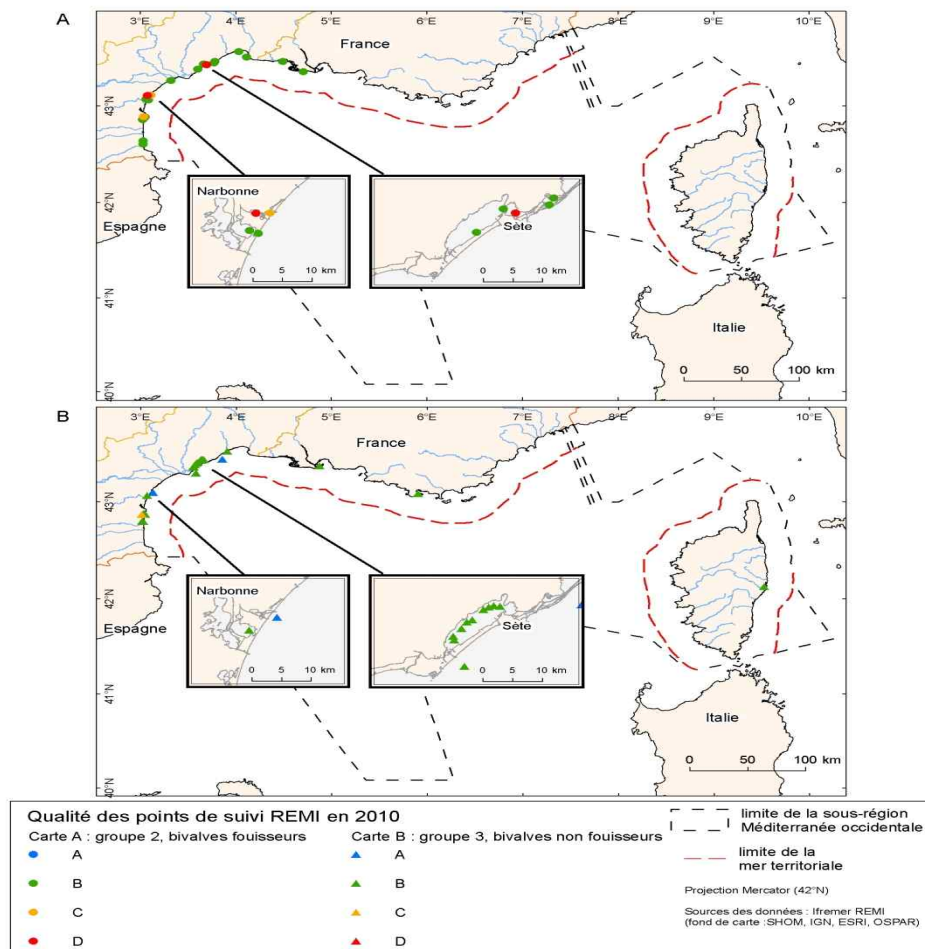 A
3°E 4°E 5°E 6°E 7°E 8°E 9°E 10°E
France
43°N
42°N
Narbonne
Espagne
Sète
0 5 10 km
0 5 10 km
41°N
Italie
0 50 100 km
40°N
B
3°E 4°E 5°E 6°E 7°E 8°E 9°E 10°E
France
43°N
42°N
Narbonne
Espagne
Sète
0 5 10 km
0 5 10 km
41°N
Italie
0 50 100 km
40°N
Qualité des points de suivi REMI en 2010
Carte A : groupe 2, bivalves fouisseurs
A
B
C
D
Carte B : groupe 3, bivalves non fouisseurs
A
B
C
D
limite de la sous-région
Méditerranée occidentale
limite de la
mer territoriale
Projection Mercator (42°N)
Sources des données : Ifremer REMI
(fond de carte :SHOM, IGN, ESRI, OSPAR)